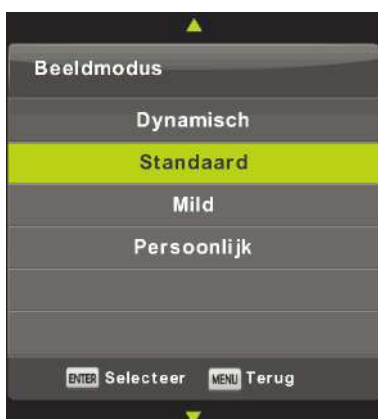 Beeldmodus
Dynamisch
Standaard
Mild
Persoonlijk
ENTER Selecteer MENU Terug